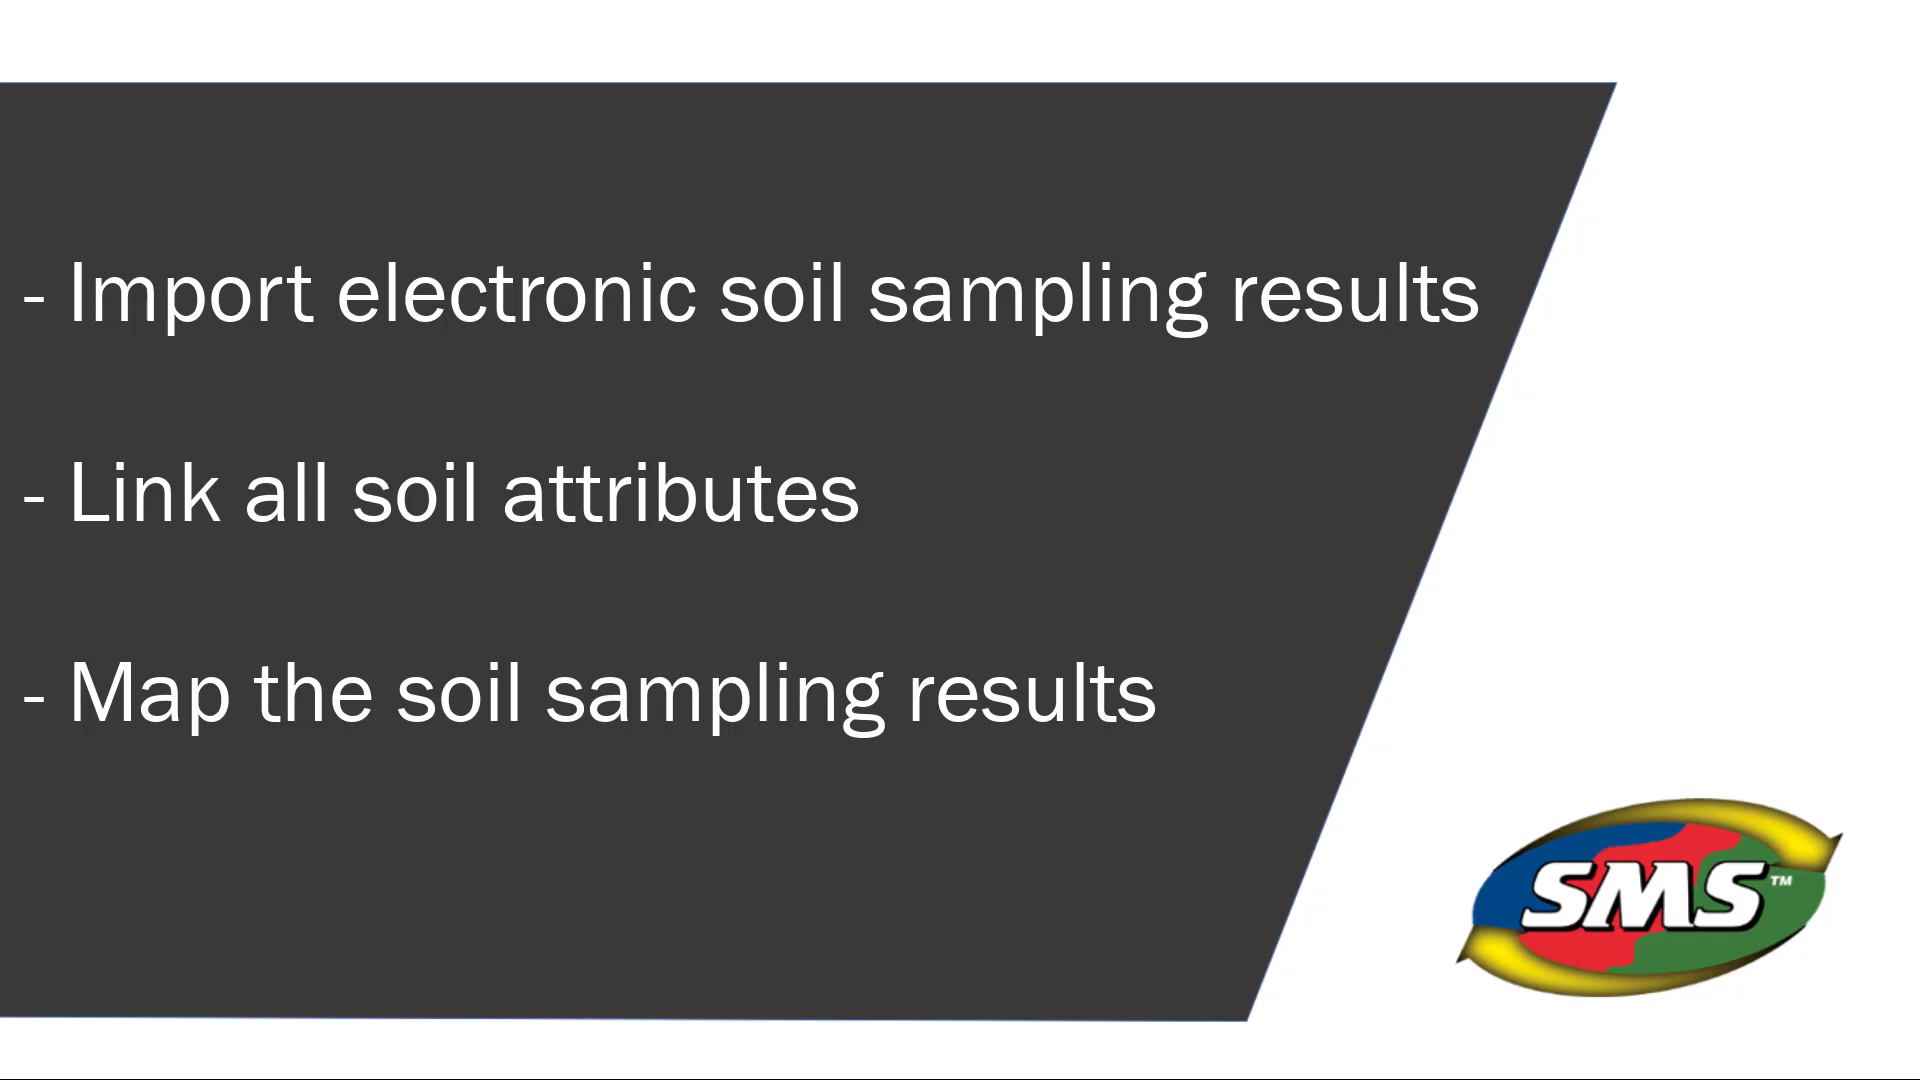 - Import electronic soil sampling results
- Link all soil attributes
- Map the soil sampling results
SMS™